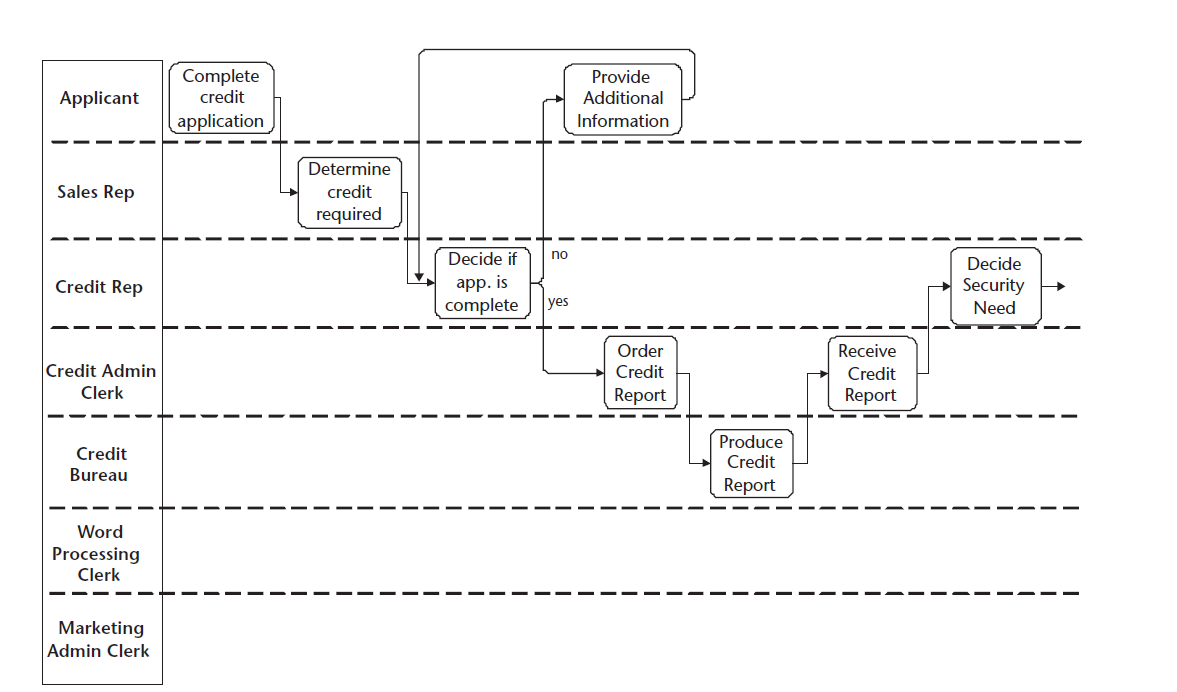 Applicant
Complete
credit
application
Provide
Additional
Information
Sales Rep
Determine
credit
required
Credit Rep
Decide if
app. is
complete
no
yes
Decide
Security
Need
Credit Admin
Clerk
Order
Credit
Report
Receive
Credit
Report
Credit
Bureau
Produce
Credit
Report
Word
Processing
Clerk
Marketing
Admin Clerk